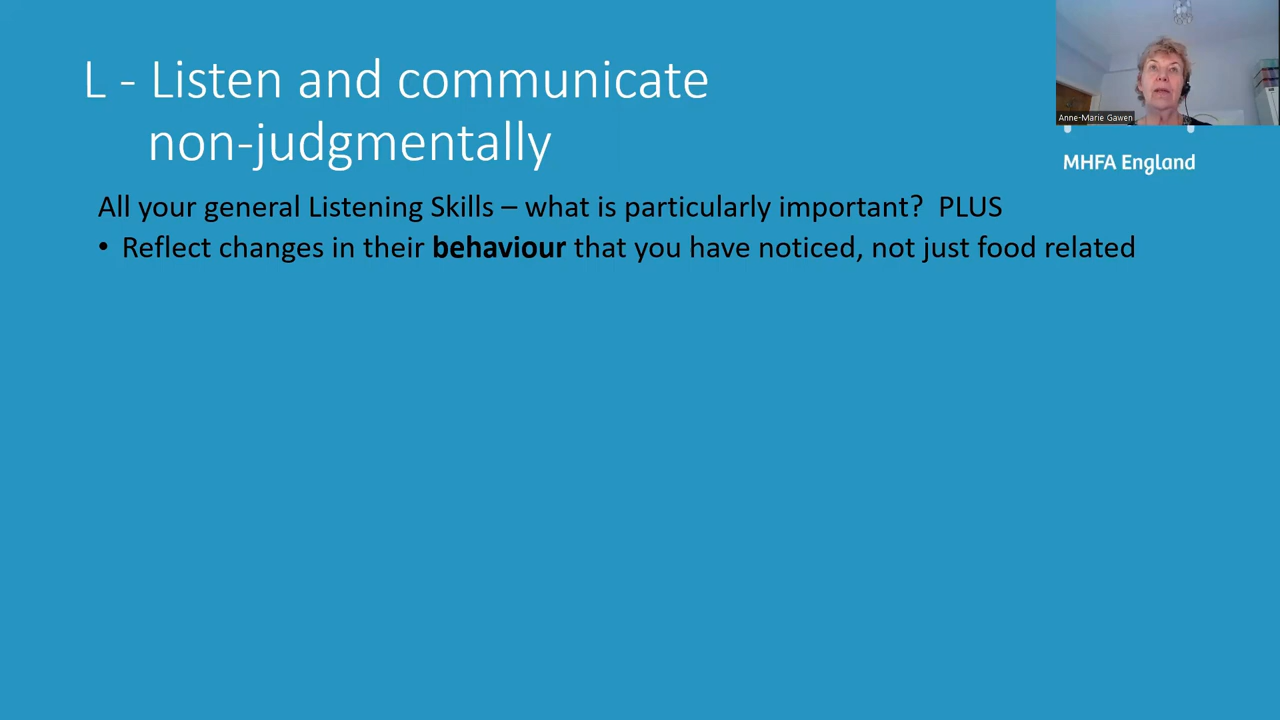 L - Listen and communicate
non-judgmentally
All your general Listening Skills – what is particularly important?  PLUS
• Reflect changes in their behaviour that you have noticed, not just food related
Anne-Marie Gawen
MHFA England